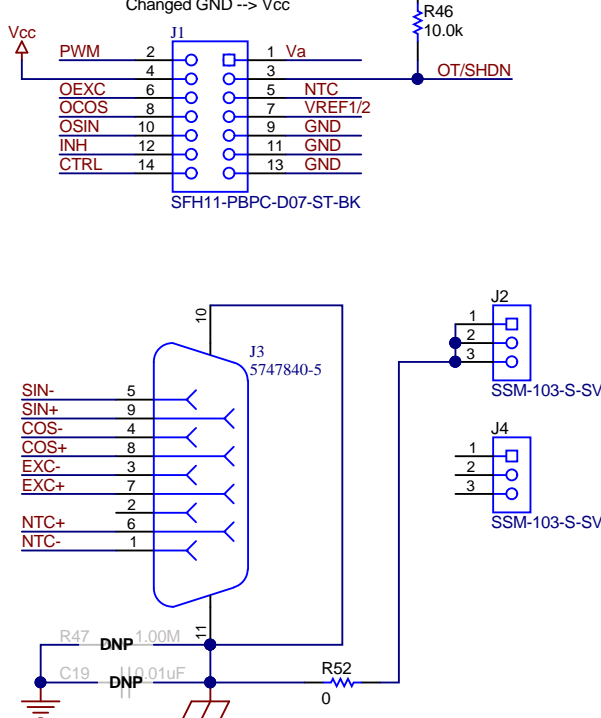 Changed GND --> Vcc
R46
10.0k
Vcc
J1
PWM 2 1 Va
4 3 OT/SHDN
OEXC 6 5 NTC
OCOS 8 7 VREF1/2
OSIN 10 9 GND
INH 12 11 GND
CTRL 14 13 GND
SFH11-PBPC-D07-ST-BK
10
J3
5747840-5
SIN- 5
SIN+ 9
COS- 4
COS+ 8
EXC- 3
EXC+ 7
2
NTC+ 6
NTC- 1
11
J2
1
2
3
SSM-103-S-SV
J4
1
2
3
SSM-103-S-SV
R47 DNP 1.00M
C19 DNP 0.01uF
R52
0